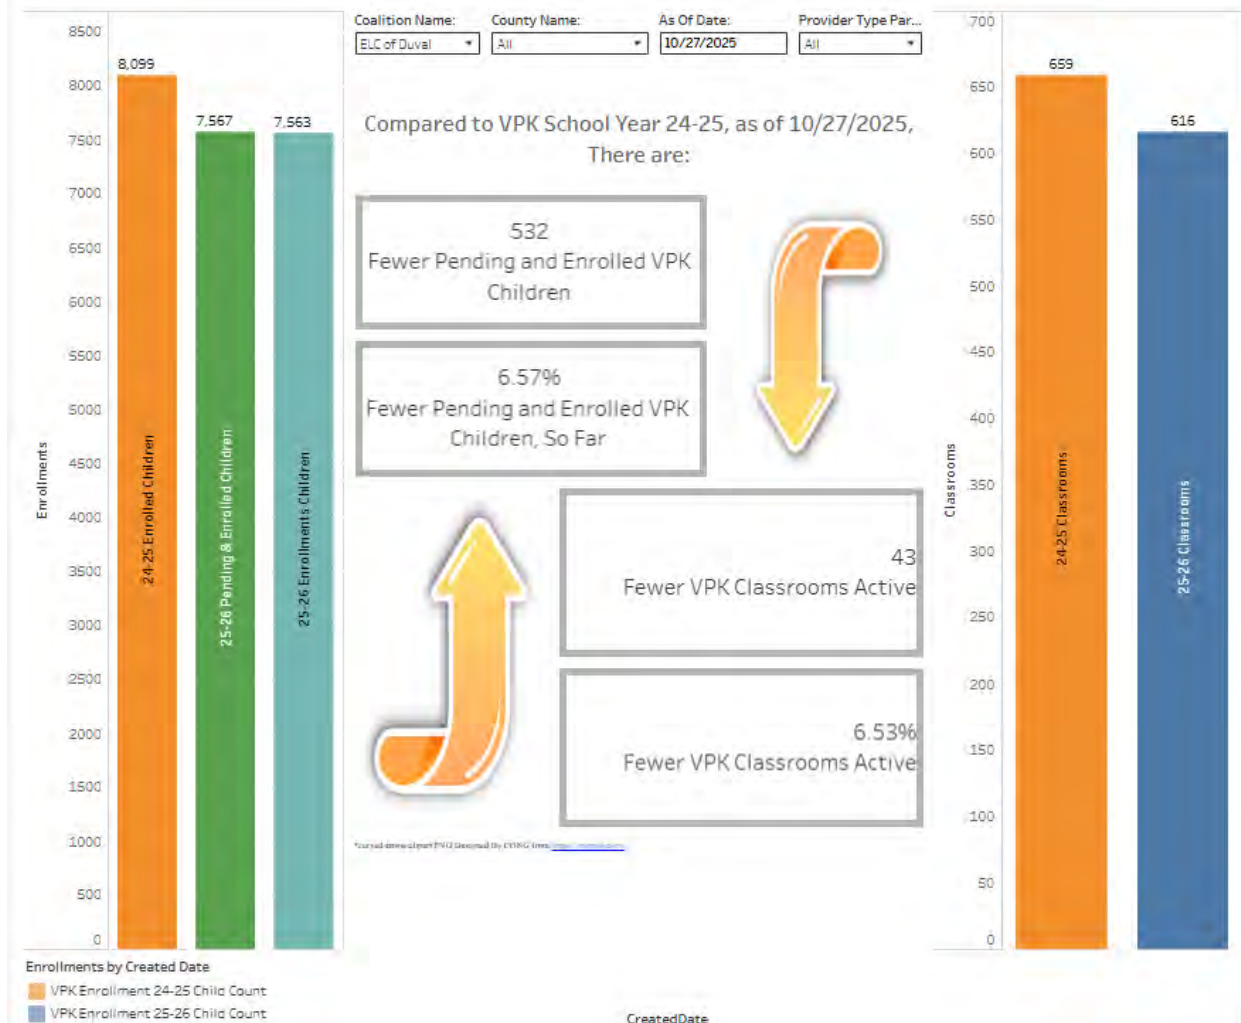 Coalition Name:
ELC of Duval
County Name:
All
As Of Date:
10/27/2025
Provider Type Par...
All
8500
8000
7500
7000
6500
6000
5500
5000
4500
4000
3500
3000
2500
2000
1500
1000
500
0
Enrollments
8,099
7,567
7,563
24-25 Enrolled Children
25-26 Pending & Enrolled Children
25-26 Enrollments Children
Compared to VPK School Year 24-25, as of 10/27/2025,
There are:
532
Fewer Pending and Enrolled VPK
Children
6.57%
Fewer Pending and Enrolled VPK
Children, So Far
43
Fewer VPK Classrooms Active
6.53%
Fewer VPK Classrooms Active
700
650
600
550
500
450
400
350
300
250
200
150
100
50
0
Classrooms
659
616
24-25 Classrooms
25-26 Classrooms
Enrollments by Created Date
VPK Enrollment 24-25 Child Count
VPK Enrollment 25-26 Child Count
CreatedDate